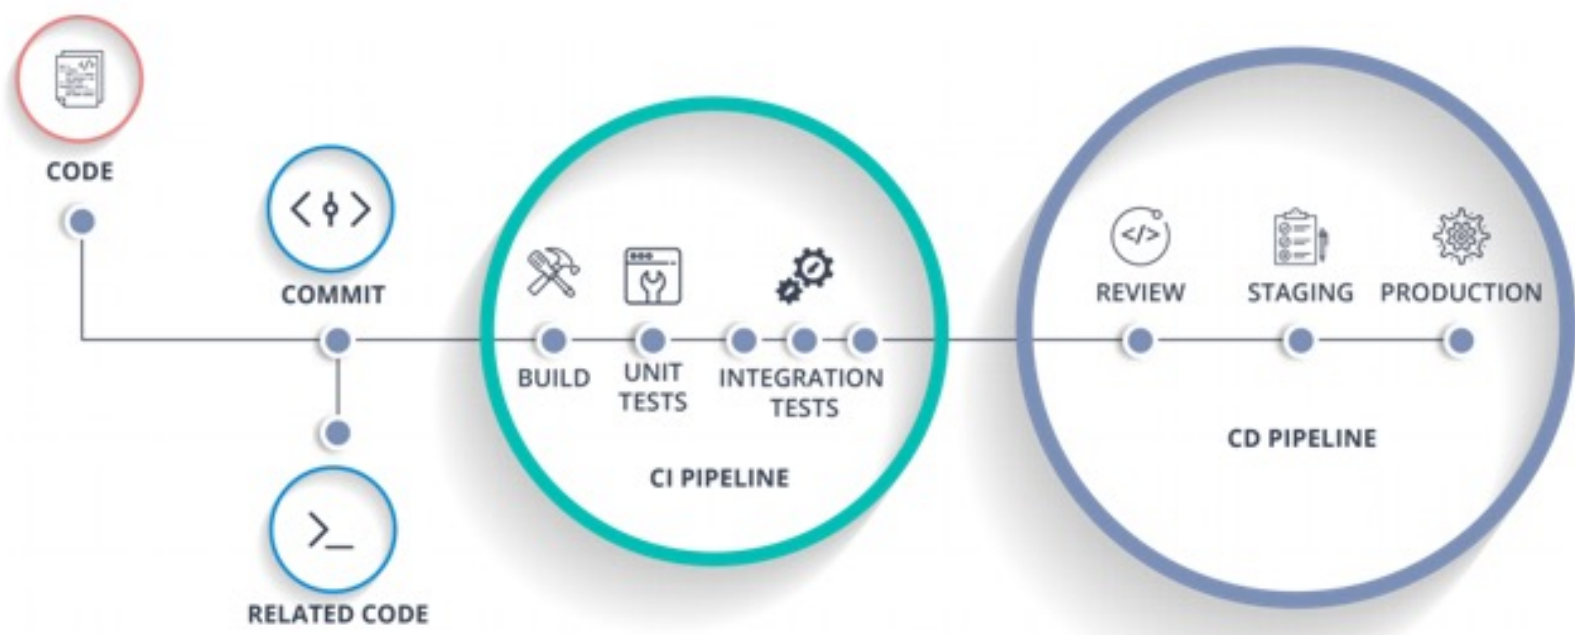 CODE
COMMIT
RELATED CODE
BUILD
UNIT
TESTS
INTEGRATION
TESTS
CI PIPELINE
REVIEW
STAGING
PRODUCTION
CD PIPELINE